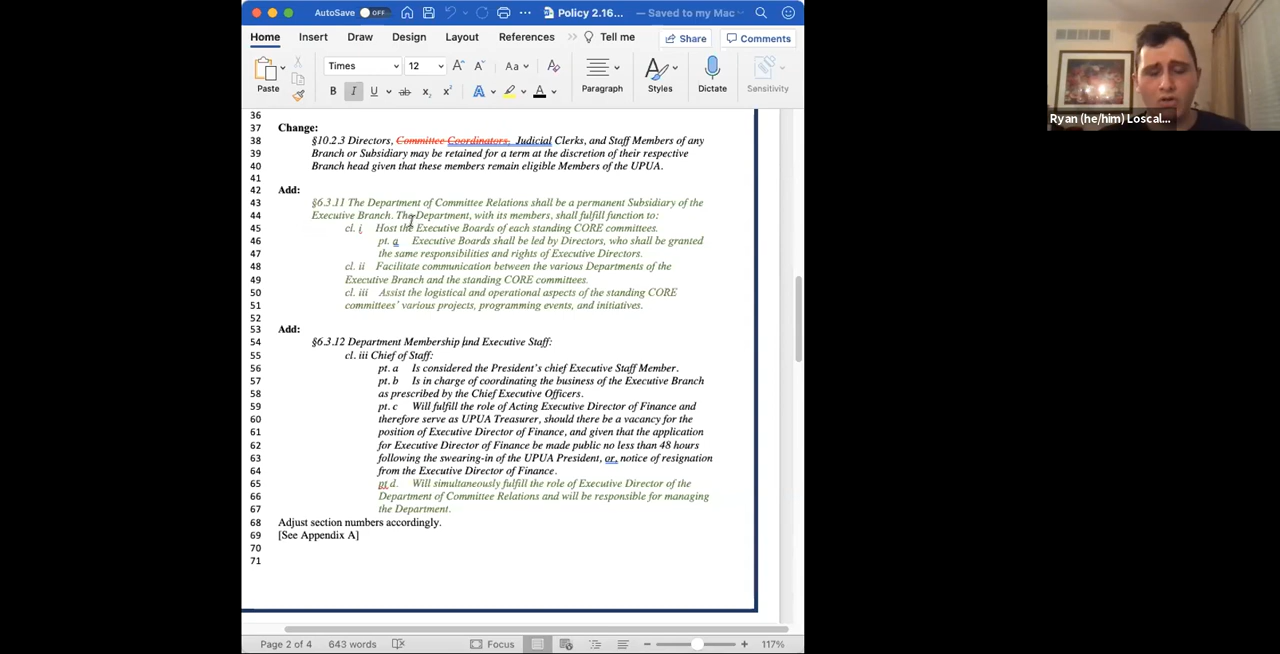 AutoSave OFF Policy 2.16... — Saved to my Mac
Home Insert Draw Design Layout References Tell me Share Comments
Paste Times 12 Aa Paragraph Styles Dictate Sensitivity
B I U ab x₂ x² A A
36
37 Change:
38 §10.2.3 Directors, Committee Coordinators, Judicial Clerks, and Staff Members of any
39 Branch or Subsidiary may be retained for a term at the discretion of their respective
40 Branch head given that these members remain eligible Members of the UPUA.
41
42 Add:
43 §6.3.11 The Department of Committee Relations shall be a permanent Subsidiary of the
44 Executive Branch. The Department, with its members, shall fulfill function to:
45 cl. i Host the Executive Boards of each standing CORE committees.
46 pt. a Executive Boards shall be led by Directors, who shall be granted
47 the same responsibilities and rights of Executive Directors.
48 cl. ii Facilitate communication between the various Departments of the
49 Executive Branch and the standing CORE committees.
50 cl. iii Assist the logistical and operational aspects of the standing CORE
51 committees' various projects, programming events, and initiatives.
52
53 Add:
54 §6.3.12 Department Membership and Executive Staff:
55 cl. iii Chief of Staff:
56 pt. a Is considered the President's chief Executive Staff Member.
57 pt. b Is in charge of coordinating the business of the Executive Branch
58 as prescribed by the Chief Executive Officers.
59 pt. c Will fulfill the role of Acting Executive Director of Finance and
60 therefore serve as UPUA Treasurer, should there be a vacancy for the
61 position of Executive Director of Finance, and given that the application
62 for Executive Director of Finance be made public no less than 48 hours
63 following the swearing-in of the UPUA President, or, notice of resignation
64 from the Executive Director of Finance.
65 pt d. Will simultaneously fulfill the role of Executive Director of the
66 Department of Committee Relations and will be responsible for managing
67 the Department.
68 Adjust section numbers accordingly.
69 [See Appendix A]
70
71
Page 2 of 4 643 words Focus 117%
Ryan (he/him) Loscal...